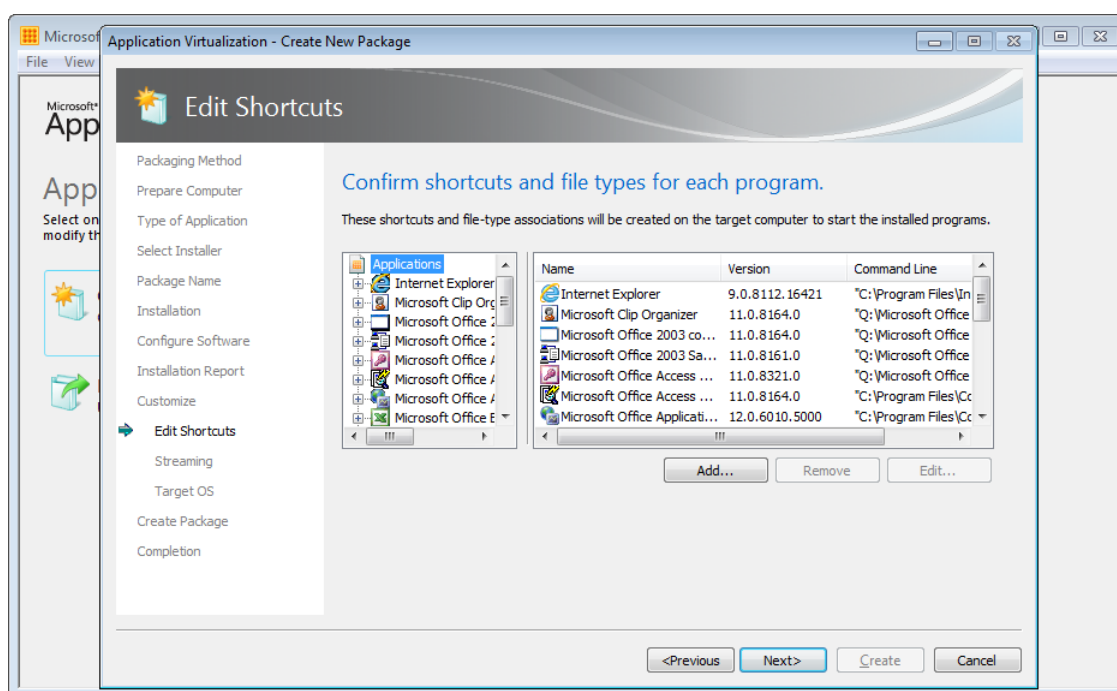 Microsof
File View
Application Virtualization - Create New Package
Microsoft®
App
App
Select on
modify th
Edit Shortcuts
Packaging Method
Prepare Computer
Type of Application
Select Installer
Package Name
Installation
Configure Software
Installation Report
Customize
Edit Shortcuts
Streaming
Target OS
Create Package
Completion
Confirm shortcuts and file types for each program.
These shortcuts and file-type associations will be created on the target computer to start the installed programs.
Applications
Internet Explorer
Microsoft Clip Org
Microsoft Office 2
Microsoft Office 2
Microsoft Office A
Microsoft Office A
Microsoft Office A
Microsoft Office E
Name Version Command Line
Internet Explorer 9.0.8112.16421 "C:\Program Files\In
Microsoft Clip Organizer 11.0.8164.0 "Q:\Microsoft Office
Microsoft Office 2003 co... 11.0.8164.0 "Q:\Microsoft Office
Microsoft Office 2003 Sa... 11.0.8161.0 "Q:\Microsoft Office
Microsoft Office Access ... 11.0.8321.0 "Q:\Microsoft Office
Microsoft Office Access ... 11.0.8164.0 "C:\Program Files\Co
Microsoft Office Applicati... 12.0.6010.5000 "C:\Program Files\Co
Add... Remove Edit...
<Previous Next> Create Cancel